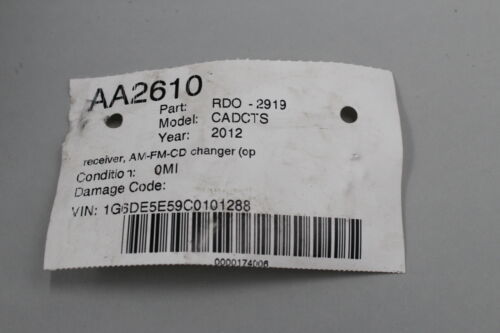 AA2610
Part: RDO - 2919
Model: CADCTS
Year: 2012
receiver, AM-FM-CD changer (op
Condition: 0MI
Damage Code:
VIN: 1G6DE5E59C0101288
0000174006